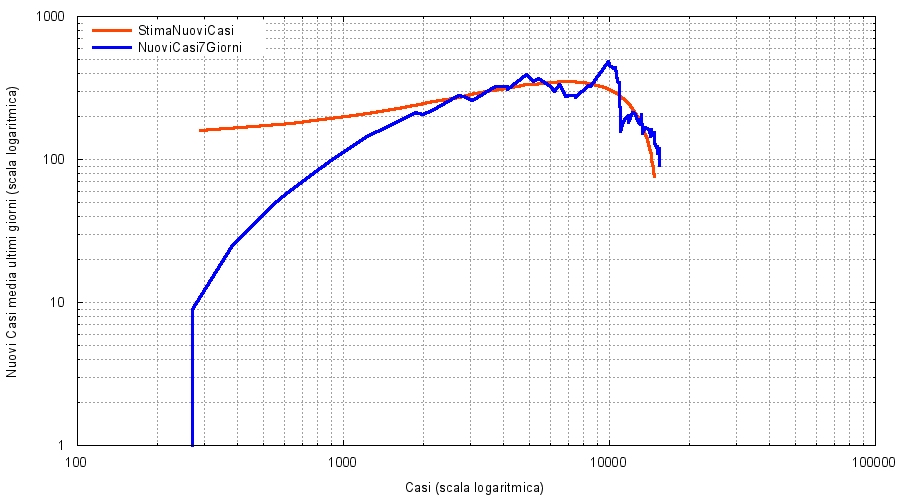 1000
100
10
1
StimaNuoviCasi
NuoviCasi7Giorni
Nuovi Casi media ultimi giorni (scala logaritmica)
100
1000
10000
100000
Casi (scala logaritmica)